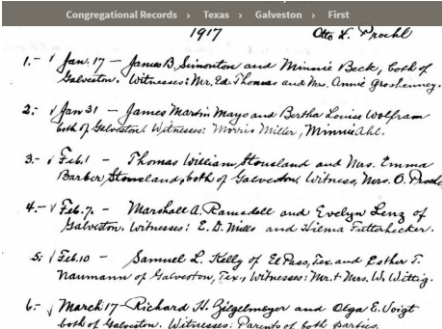 Congregational Records › Texas › Galveston › First
1917 Otto L. Proehl
1.- Jan. 17 - James B. Simonton and Minnie Beck, both of
Galveston. Witnesses: Mr. Ed. Thomas and Mrs. Annie
2.- Jan 31 - James Martin Mayo and Bertha Louise Wolfram
both of Galveston. Witnesses: Morris Miller, Minnie Ahl.
3.- Feb. 1 - Thomas William, Stousland and Mrs. Emma
Barber, Stousland, both of Galveston, Witness, Mrs. O. Proehl
4.- Feb. 7. - Marshall A. Ramsdell and Evelyn Lenz of
Galveston. Witnesses: E. D. Mills and Hilma
5. Feb. 10 - Samuel L. Kelly of El Paso, Tex. and Esther T.
Naumann of Galveston, Tex., Witnesses: Mr. & Mrs. W. Wittig.
6.- March 17 - Richard H. and Olga E. Voigt
both of Galveston. Witnesses: Parents of both Parties.